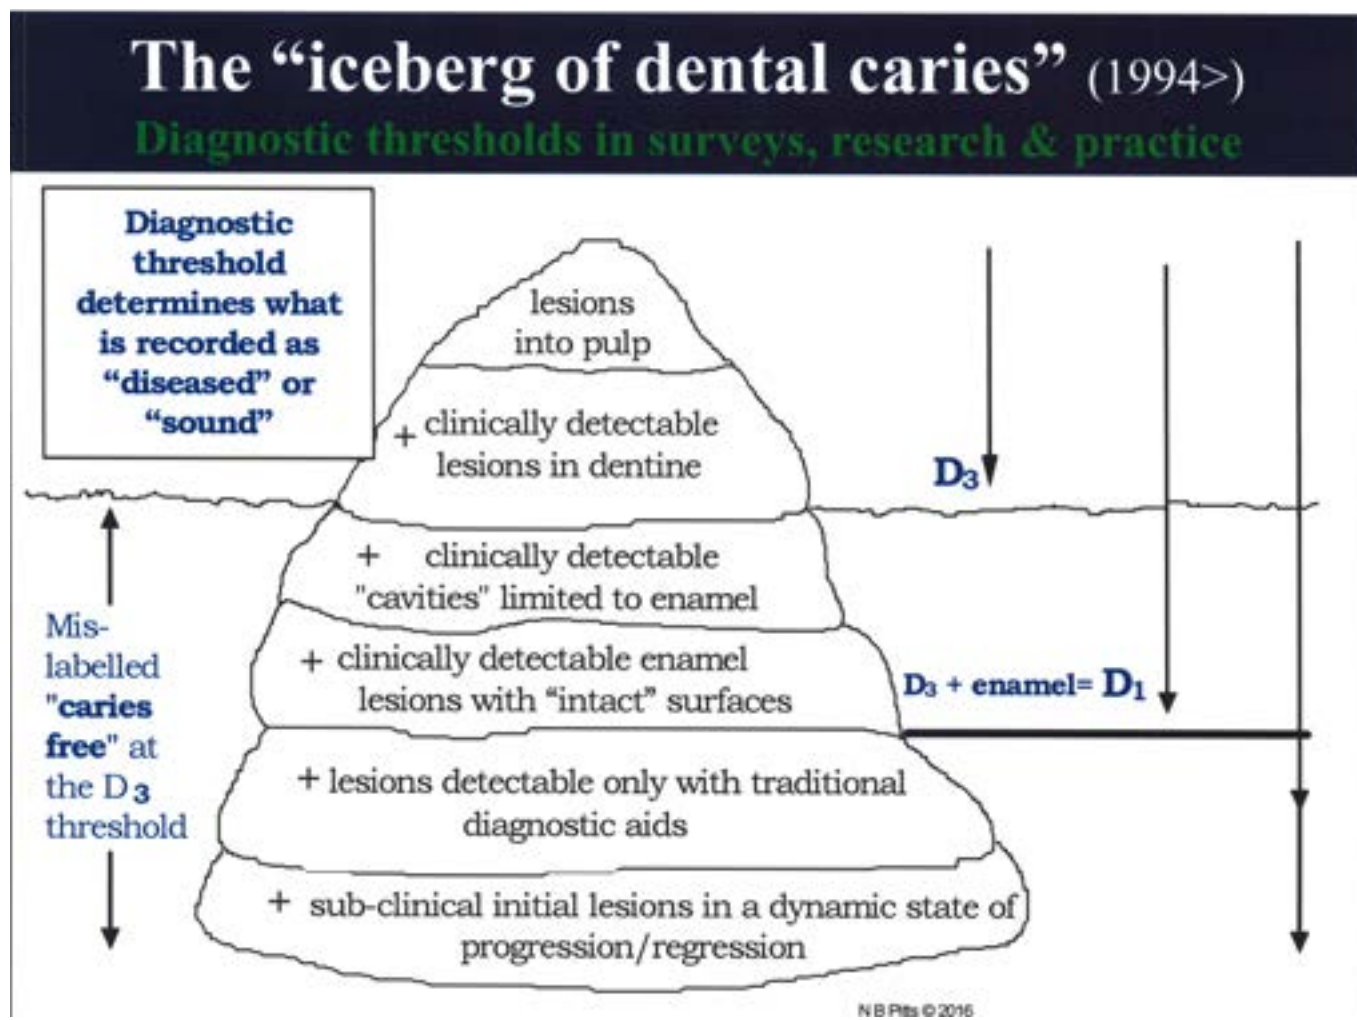 The “iceberg of dental caries” (1994>)
Diagnostic thresholds in surveys, research & practice
Diagnostic
threshold
determines what
is recorded as
“diseased” or
“sound”
lesions
into pulp
+ clinically detectable
lesions in dentine
+ clinically detectable
"cavities" limited to enamel
+ clinically detectable enamel
lesions with “intact” surfaces
+ lesions detectable only with traditional
diagnostic aids
+ sub-clinical initial lesions in a dynamic state of
progression/regression
D3
D3 + enamel= D1
Mis-
labelled
"caries
free" at
the D 3
threshold
N B Pitts © 2016